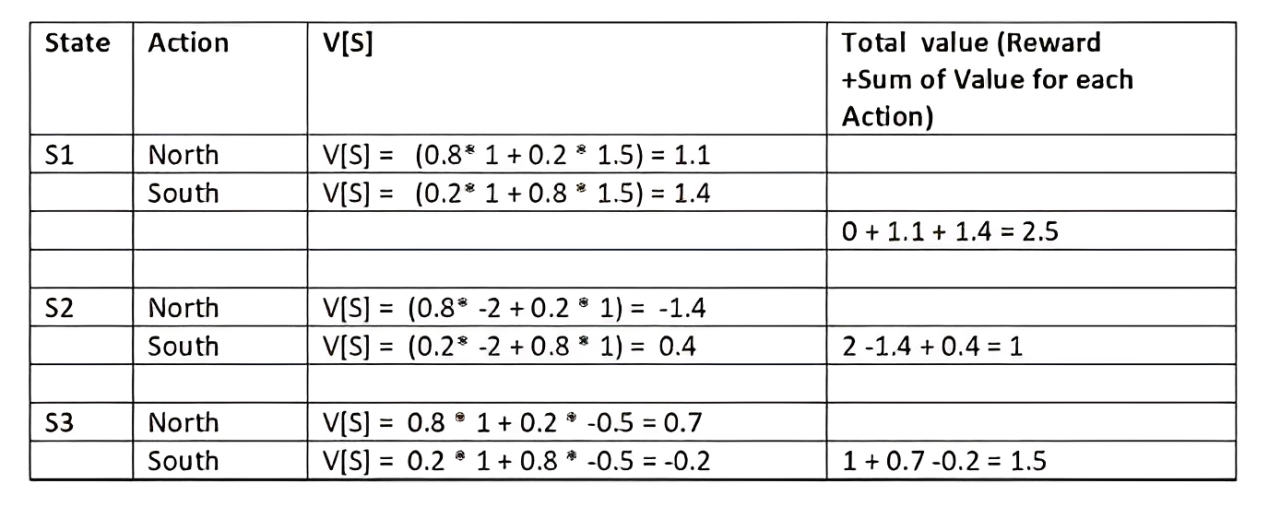 State Action V[S] Total value (Reward
+Sum of Value for each
Action)
S1 North V[S] = (0.8* 1 + 0.2 * 1.5) = 1.1
South V[S] = (0.2* 1 + 0.8 * 1.5) = 1.4
0 + 1.1 + 1.4 = 2.5
S2 North V[S] = (0.8* -2 + 0.2 * 1) = -1.4
South V[S] = (0.2* -2 + 0.8 * 1) = 0.4 2 -1.4 + 0.4 = 1
S3 North V[S] = 0.8 * 1 + 0.2 * -0.5 = 0.7
South V[S] = 0.2 * 1 + 0.8 * -0.5 = -0.2 1 + 0.7 -0.2 = 1.5